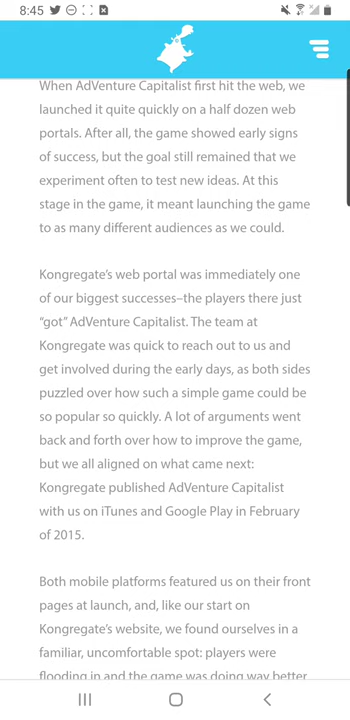 8:45
When AdVenture Capitalist first hit the web, we
launched it quite quickly on a half dozen web
portals. After all, the game showed early signs
of success, but the goal still remained that we
experiment often to test new ideas. At this
stage in the game, it meant launching the game
to as many different audiences as we could.
Kongregate's web portal was immediately one
of our biggest successes–the players there just
“got” AdVenture Capitalist. The team at
Kongregate was quick to reach out to us and
get involved during the early days, as both sides
puzzled over how such a simple game could be
so popular so quickly. A lot of arguments went
back and forth over how to improve the game,
but we all aligned on what came next:
Kongregate published AdVenture Capitalist
with us on iTunes and Google Play in February
of 2015.
Both mobile platforms featured us on their front
pages at launch, and, like our start on
Kongregate's website, we found ourselves in a
familiar, uncomfortable spot: players were
flooding in and the game was doing way better